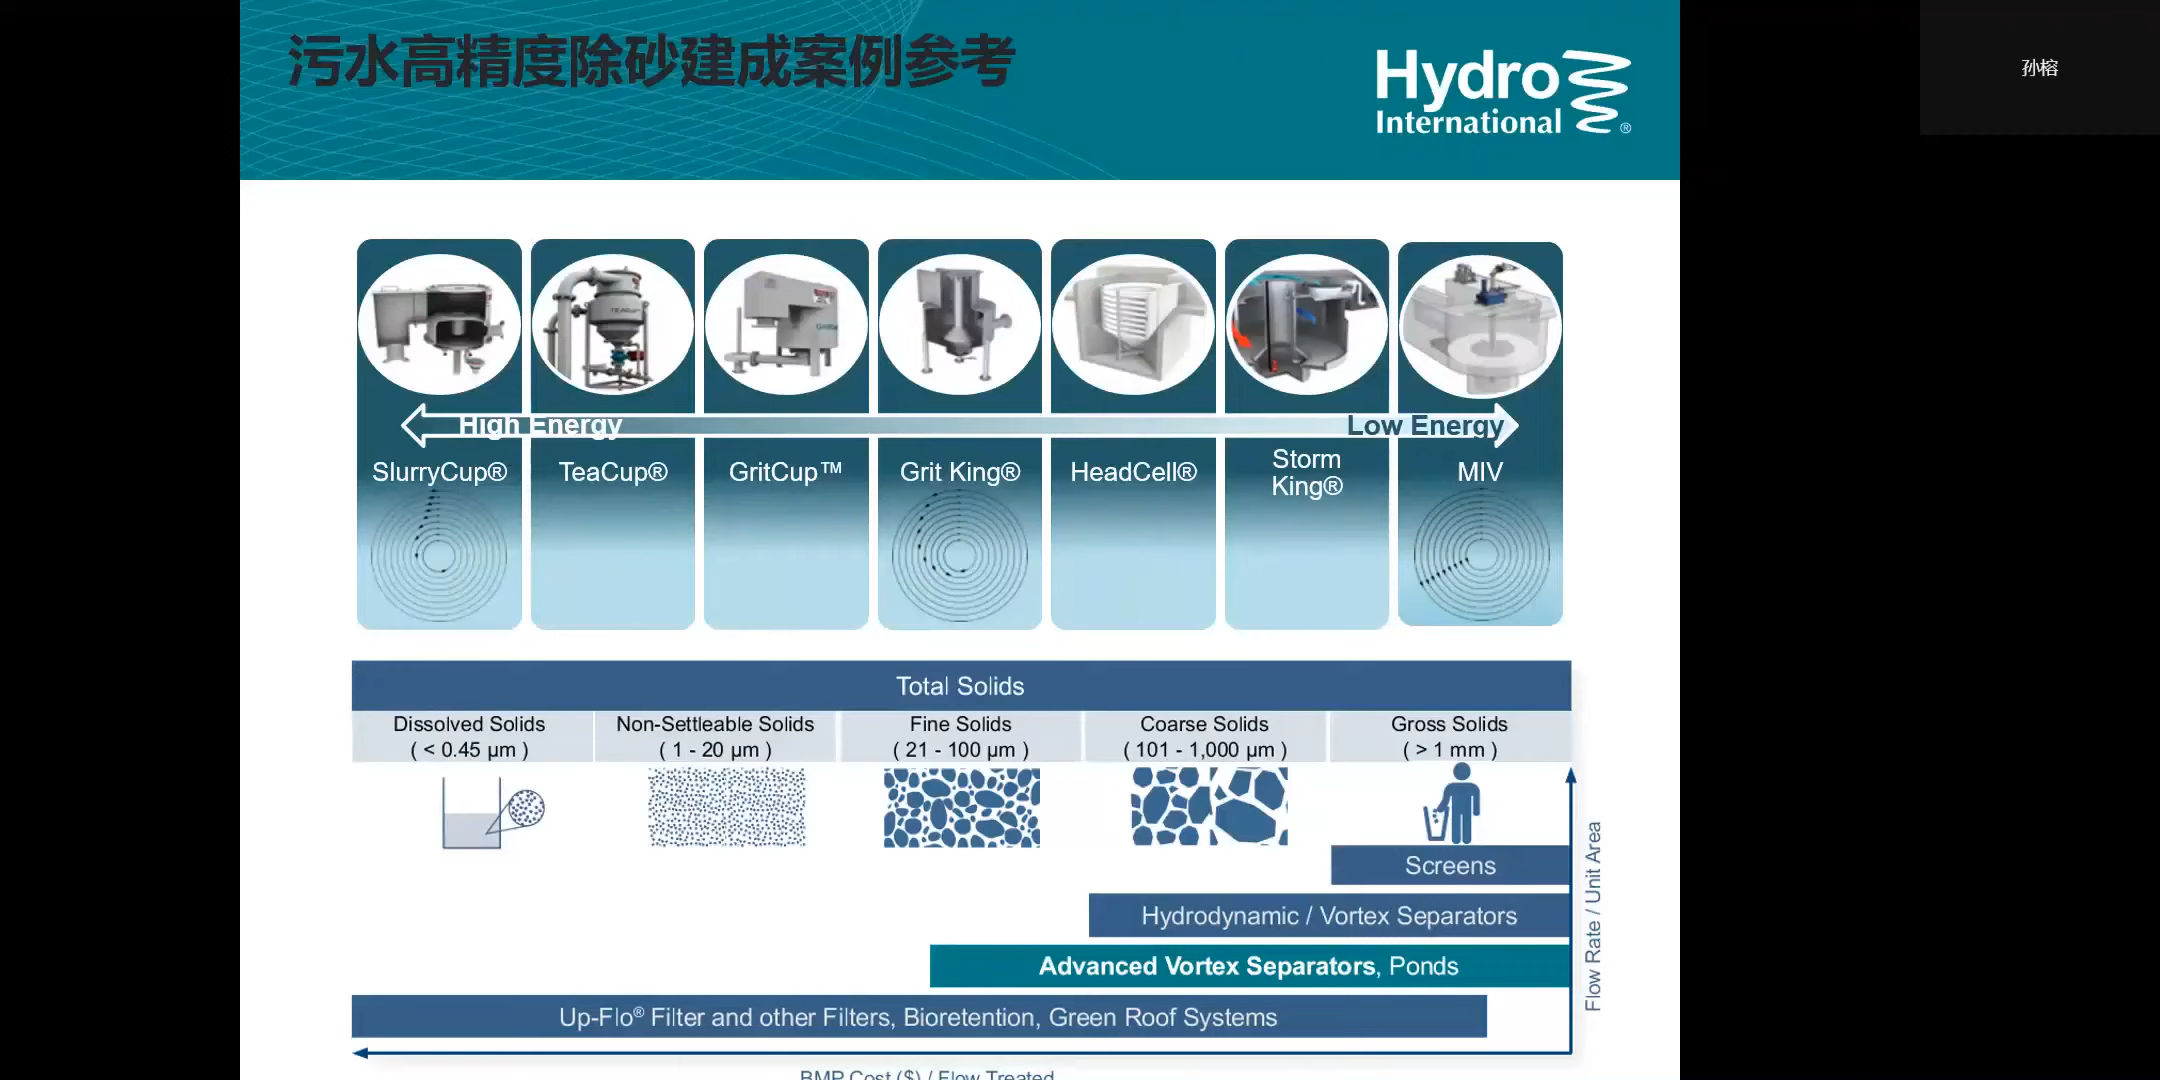 污水高精度除砂建成案例参考
Hydro
International
®
孙榕
High Energy
Low Energy
SlurryCup®
TeaCup®
GritCup™
Grit King®
HeadCell®
Storm
King®
MIV
Total Solids
Dissolved Solids
( < 0.45 µm )
Non-Settleable Solids
( 1 - 20 µm )
Fine Solids
( 21 - 100 µm )
Coarse Solids
( 101 - 1,000 µm )
Gross Solids
( > 1 mm )
Screens
Hydrodynamic / Vortex Separators
Advanced Vortex Separators, Ponds
Up-Flo® Filter and other Filters, Bioretention, Green Roof Systems
Flow Rate / Unit Area
BMP Cost ($) / Flow Treated